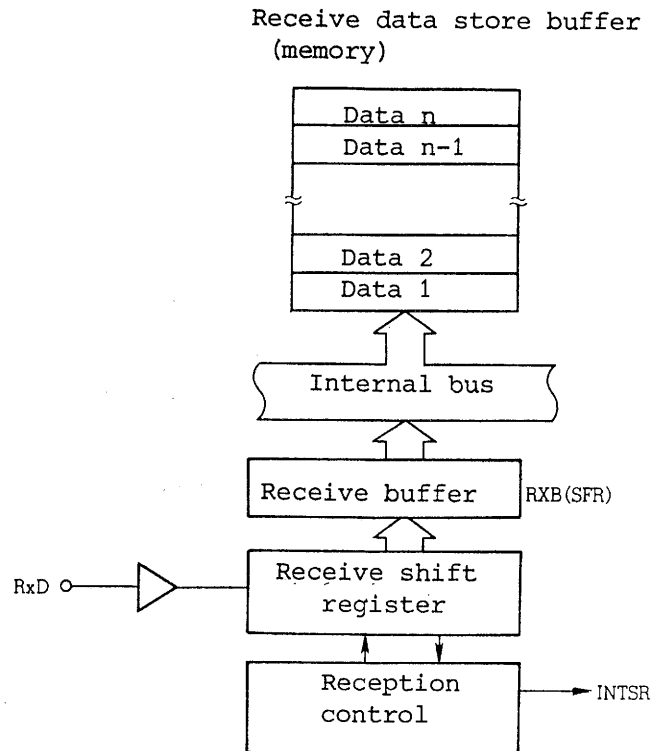 Receive data store buffer
(memory)
Data n
Data n-1
Data 2
Data 1
Internal bus
Receive buffer
RXB(SFR)
RxD
Receive shift
register
Reception
control
INTSR